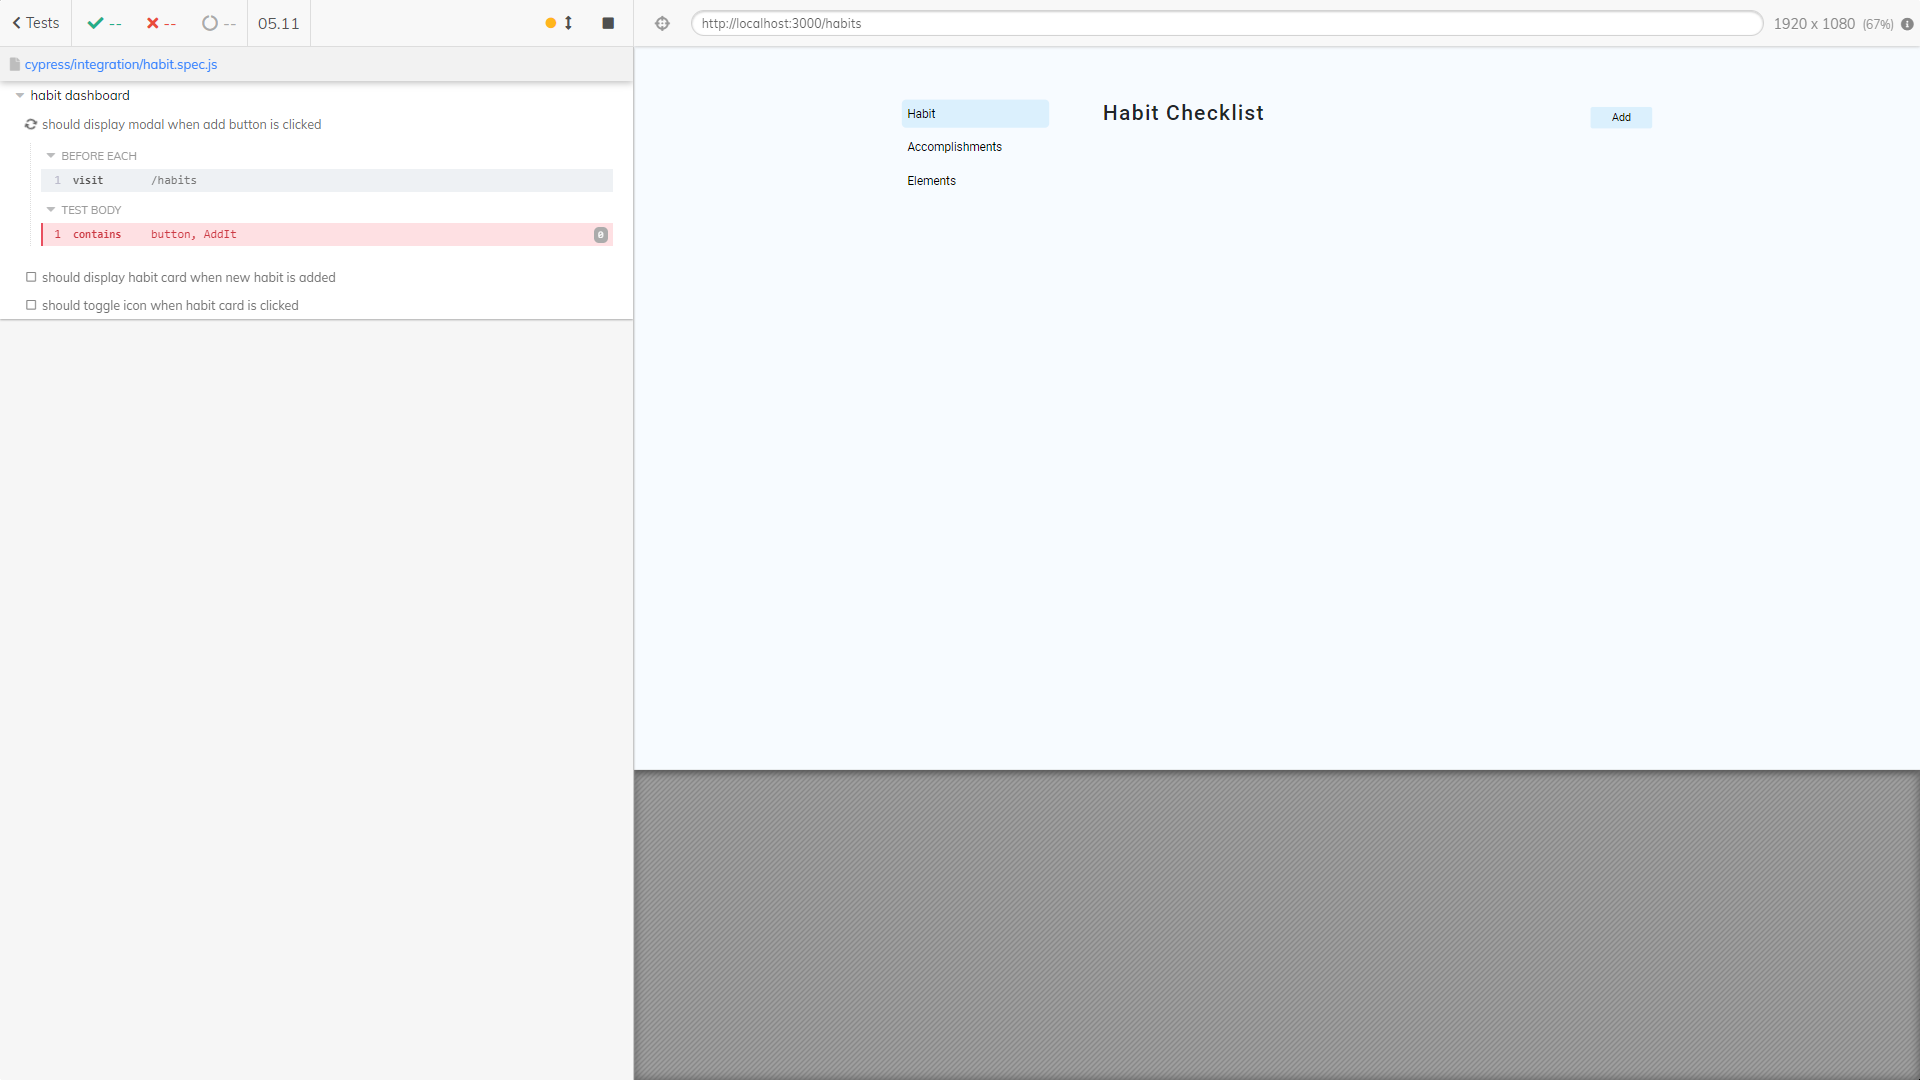 Tests
--
--
--
05.11
http://localhost:3000/habits
1920 x 1080 (67%)
cypress/integration/habit.spec.js
habit dashboard
should display modal when add button is clicked
BEFORE EACH
1 visit /habits
TEST BODY
1 contains button, AddIt 0
should display habit card when new habit is added
should toggle icon when habit card is clicked
Habit
Accomplishments
Elements
Habit Checklist
Add